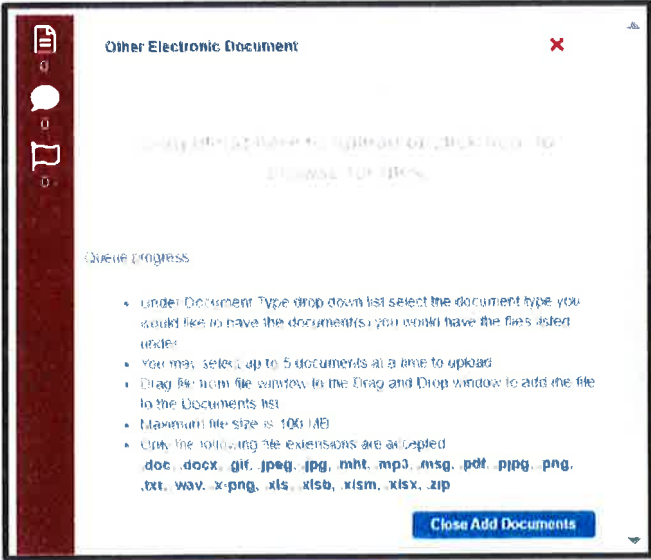 Other Electronic Document
0
0
0
to upload or click here to
browse for files.
Queue progress
Under Document Type drop down list select the document type you
would like to have the document(s) you would have the files listed
under
You may select up to 5 documents at a time to upload
Drag file from file window to the Drag and Drop window to add the file
to the Documents list
Maximum file size is 100 MB
Only the following file extensions are accepted
.doc, .docx, .gif, .jpeg, .jpg, .mht, .mp3, .msg, .pdf, .pjpg, .png,
.txt, .wav, .x-png, .xls, .xlsb, .xlsm, .xlsx, .zip
Close Add Documents